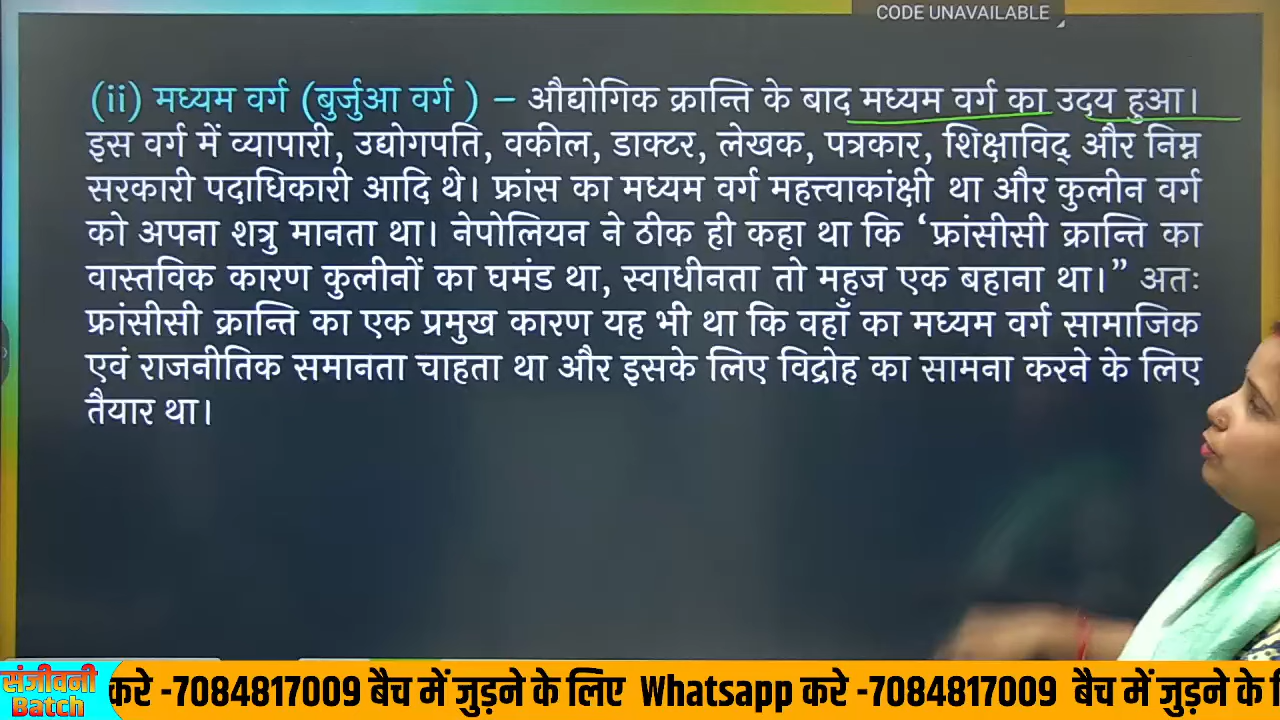 CODE UNAVAILABLE
(ii) मध्यम वर्ग (बुर्जुआ वर्ग ) – औद्योगिक क्रान्ति के बाद मध्यम वर्ग का उदय हुआ।
इस वर्ग में व्यापारी, उद्योगपति, वकील, डाक्टर, लेखक, पत्रकार, शिक्षाविद् और निम्न
सरकारी पदाधिकारी आदि थे। फ्रांस का मध्यम वर्ग महत्त्वाकांक्षी था और कुलीन वर्ग
को अपना शत्रु मानता था। नेपोलियन ने ठीक ही कहा था कि ‘फ्रांसीसी क्रान्ति का
वास्तविक कारण कुलीनों का घमंड था, स्वाधीनता तो महज एक बहाना था।” अतः
फ्रांसीसी क्रान्ति का एक प्रमुख कारण यह भी था कि वहाँ का मध्यम वर्ग सामाजिक
एवं राजनीतिक समानता चाहता था और इसके लिए विद्रोह का सामना करने के लिए
तैयार था।
संजीवनी
Batch
करे -7084817009 बैच में जुड़ने के लिए Whatsapp करे -7084817009 बैच में जुड़ने के